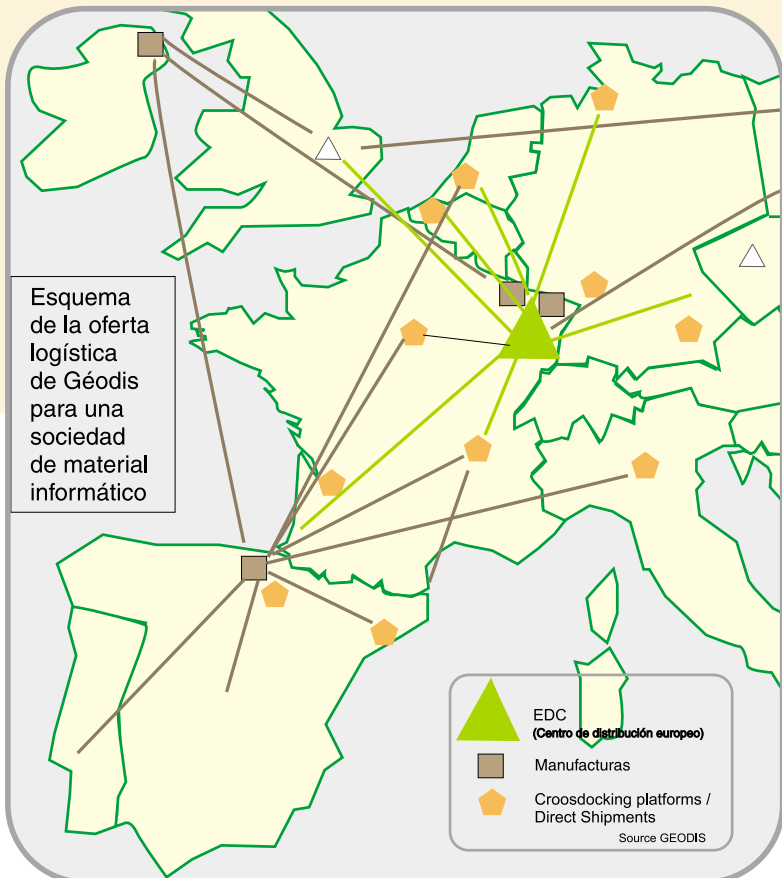 Esquema
de la oferta
logística
de Géodis
para una
sociedad
de material
informático
EDC
(Centro de distribución europeo)
Manufacturas
Croosdocking platforms /
Direct Shipments
Source GEODIS